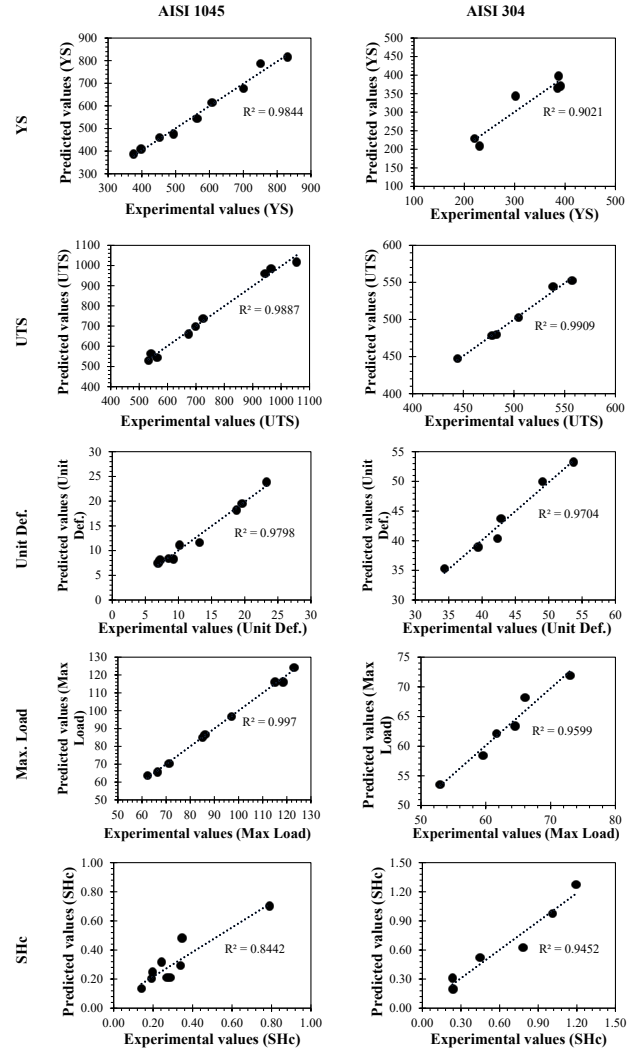 AISI 1045
AISI 304
YS
Predicted values (YS)
900
800
700
600
500
400
300
R² = 0.9844
300 400 500 600 700 800 900
Experimental values (YS)
Predicted values (YS)
500
450
400
350
300
250
200
150
100
R² = 0.9021
100 200 300 400 500
Experimental values (YS)
UTS
Predicted values (UTS)
1100
1000
900
800
700
600
500
400
R² = 0.9887
400 500 600 700 800 900 1000 1100
Experimental values (UTS)
Predicted values (UTS)
600
550
500
450
400
R² = 0.9909
400 450 500 550 600
Experimental values (UTS)
Unit Def.
Predicted values (Unit
Def.)
30
25
20
15
10
5
0
R² = 0.9798
0 5 10 15 20 25 30
Experimental values (Unit Def.)
Predicted values (Unit
Def.)
55
50
45
40
35
30
R² = 0.9704
30 40 50 60
Experimental values (Unit Def.)
Max. Load
Predicted values (Max
Load)
130
120
110
100
90
80
70
60
50
R² = 0.997
50 60 70 80 90 100 110 120 130
Experimental values (Max Load)
Predicted values (Max
Load)
75
70
65
60
55
50
R² = 0.9599
50 60 70 80
Experimental values (Max Load)
SHc
Predicted values (SHc)
1.00
0.80
0.60
0.40
0.20
0.00
R² = 0.8442
0.00 0.20 0.40 0.60 0.80 1.00
Experimental values (SHc)
Predicted values (SHc)
1.50
1.20
0.90
0.60
0.30
0.00
R² = 0.9452
0.00 0.30 0.60 0.90 1.20 1.50
Experimental values (SHc)